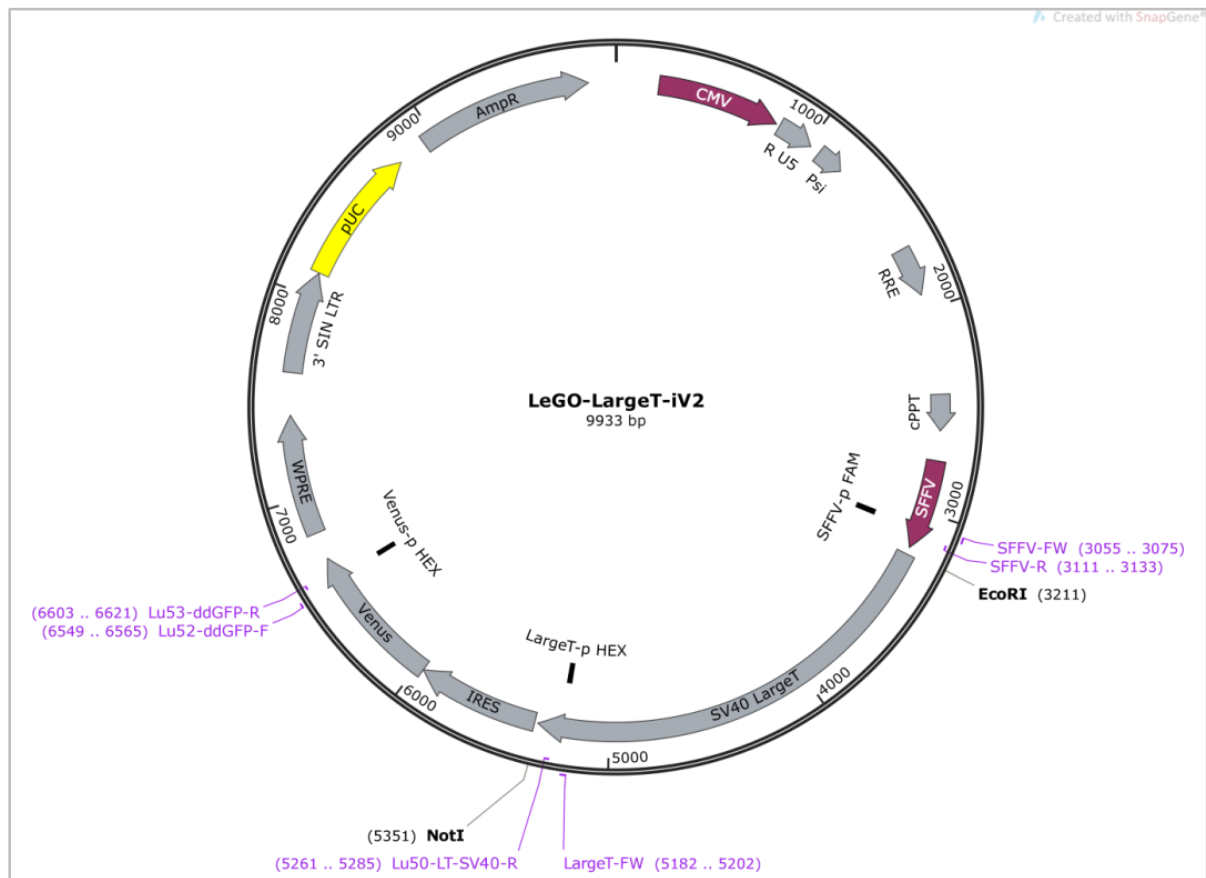 Created with SnapGene®
AmpR
CMV
1000
R U5
Psi
RRE
2000
cPPT
SFFV
3000
SFFV-p FAM
SFFV-FW (3055 .. 3075)
SFFV-R (3111 .. 3133)
EcoRI (3211)
LeGO-LargeT-iV2
9933 bp
SV40 LargeT
4000
LargeT-p HEX
5000
LargeT-FW (5182 .. 5202)
(5261 .. 5285) Lu50-LT-SV40-R
(5351) NotI
IRES
6000
Venus
Venus-p HEX
(6549 .. 6565) Lu52-ddGFP-F
(6603 .. 6621) Lu53-ddGFP-R
7000
WPRE
3' SIN LTR
8000
pUC
9000